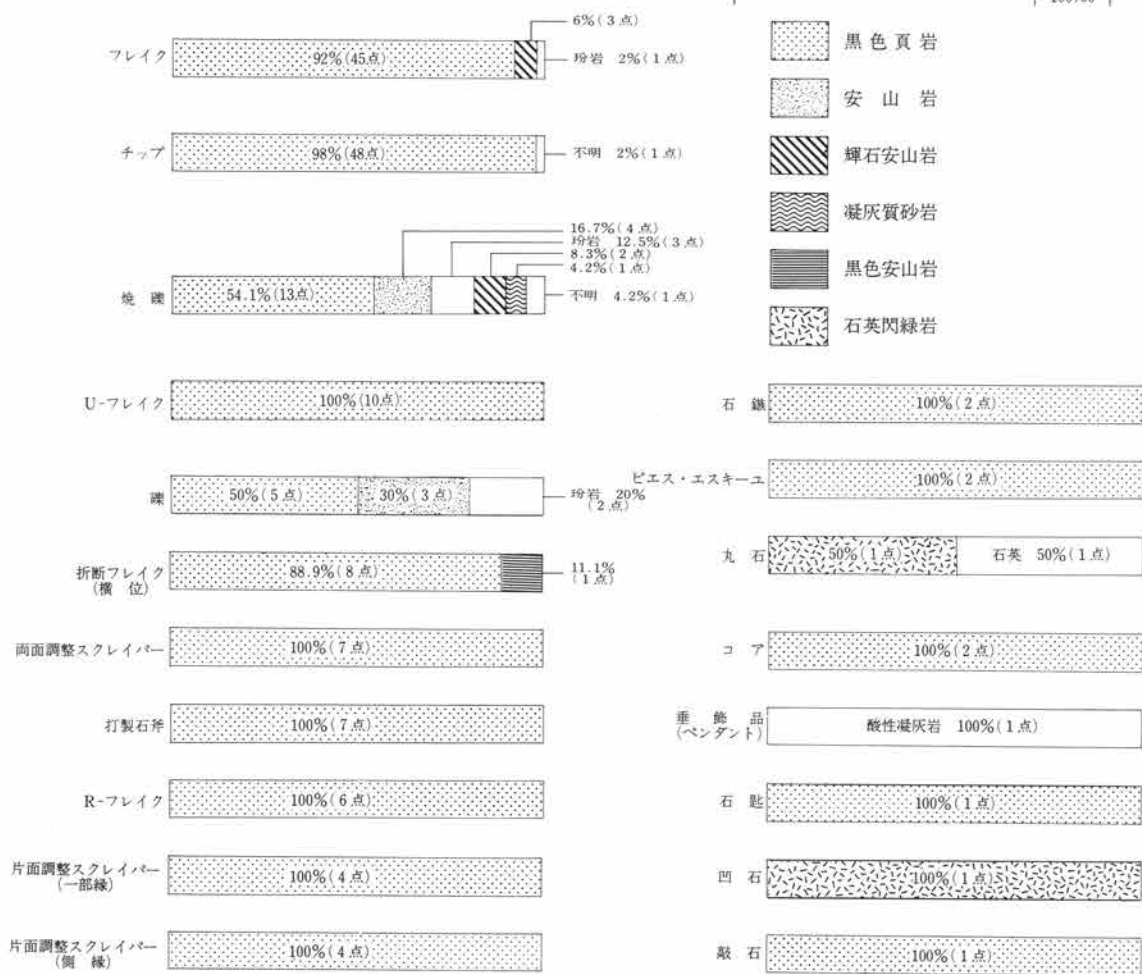 フレイク
92%(45点)
6%(3点)
玢岩 2%(1点)
チップ
98%(48点)
不明 2%(1点)
焼礫
54.1%(13点)
16.7%(4点)
玢岩 12.5%(3点)
8.3%(2点)
4.2%(1点)
不明 4.2%(1点)
U-フレイク
100%(10点)
礫
50%(5点)
30%(3点)
玢岩 20%
(2点)
折断フレイク
(横位)
88.9%(8点)
11.1%
(1点)
両面調整スクレイパー
100%(7点)
打製石斧
100%(7点)
R-フレイク
100%(6点)
片面調整スクレイパー
(一部縁)
100%(4点)
片面調整スクレイパー
(側縁)
100%(4点)
黒色頁岩
安山岩
輝石安山岩
凝灰質砂岩
黒色安山岩
石英閃緑岩
石鏃
100%(2点)
ピエス・エスキーユ
100%(2点)
丸石
50%(1点)
石英 50%(1点)
コア
100%(2点)
垂飾品
(ペンダント)
酸性凝灰岩 100%(1点)
石匙
100%(1点)
凹石
100%(1点)
敲石
100%(1点)